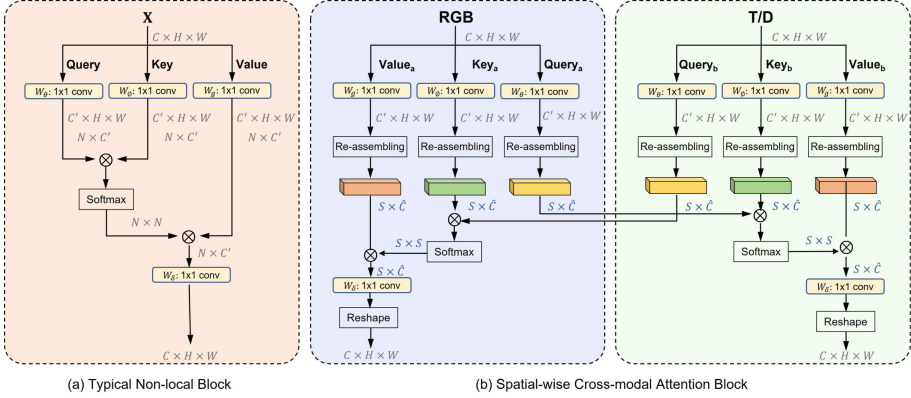 X
C × H × W
Query Key Value
W_θ: 1x1 conv W_ϕ: 1x1 conv W_g: 1x1 conv
C′ × H × W C′ × H × W C′ × H × W
N × C′ N × C′ N × C′
Softmax
N × N
N × C′
W_δ: 1x1 conv
C × H × W
(a) Typical Non-local Block
RGB
C × H × W
Value_a Key_a Query_a
W_g: 1x1 conv W_ϕ: 1x1 conv W_θ: 1x1 conv
C′ × H × W C′ × H × W C′ × H × W
Re-assembling Re-assembling Re-assembling
S × Ĉ S × Ĉ S × Ĉ
S × S Softmax
S × Ĉ
W_δ: 1x1 conv
Reshape
C × H × W
T/D
C × H × W
Query_b Key_b Value_b
W_θ: 1x1 conv W_ϕ: 1x1 conv W_g: 1x1 conv
C′ × H × W C′ × H × W C′ × H × W
Re-assembling Re-assembling Re-assembling
S × Ĉ S × Ĉ S × Ĉ
Softmax S × S
S × Ĉ
W_δ: 1x1 conv
Reshape
C × H × W
(b) Spatial-wise Cross-modal Attention Block